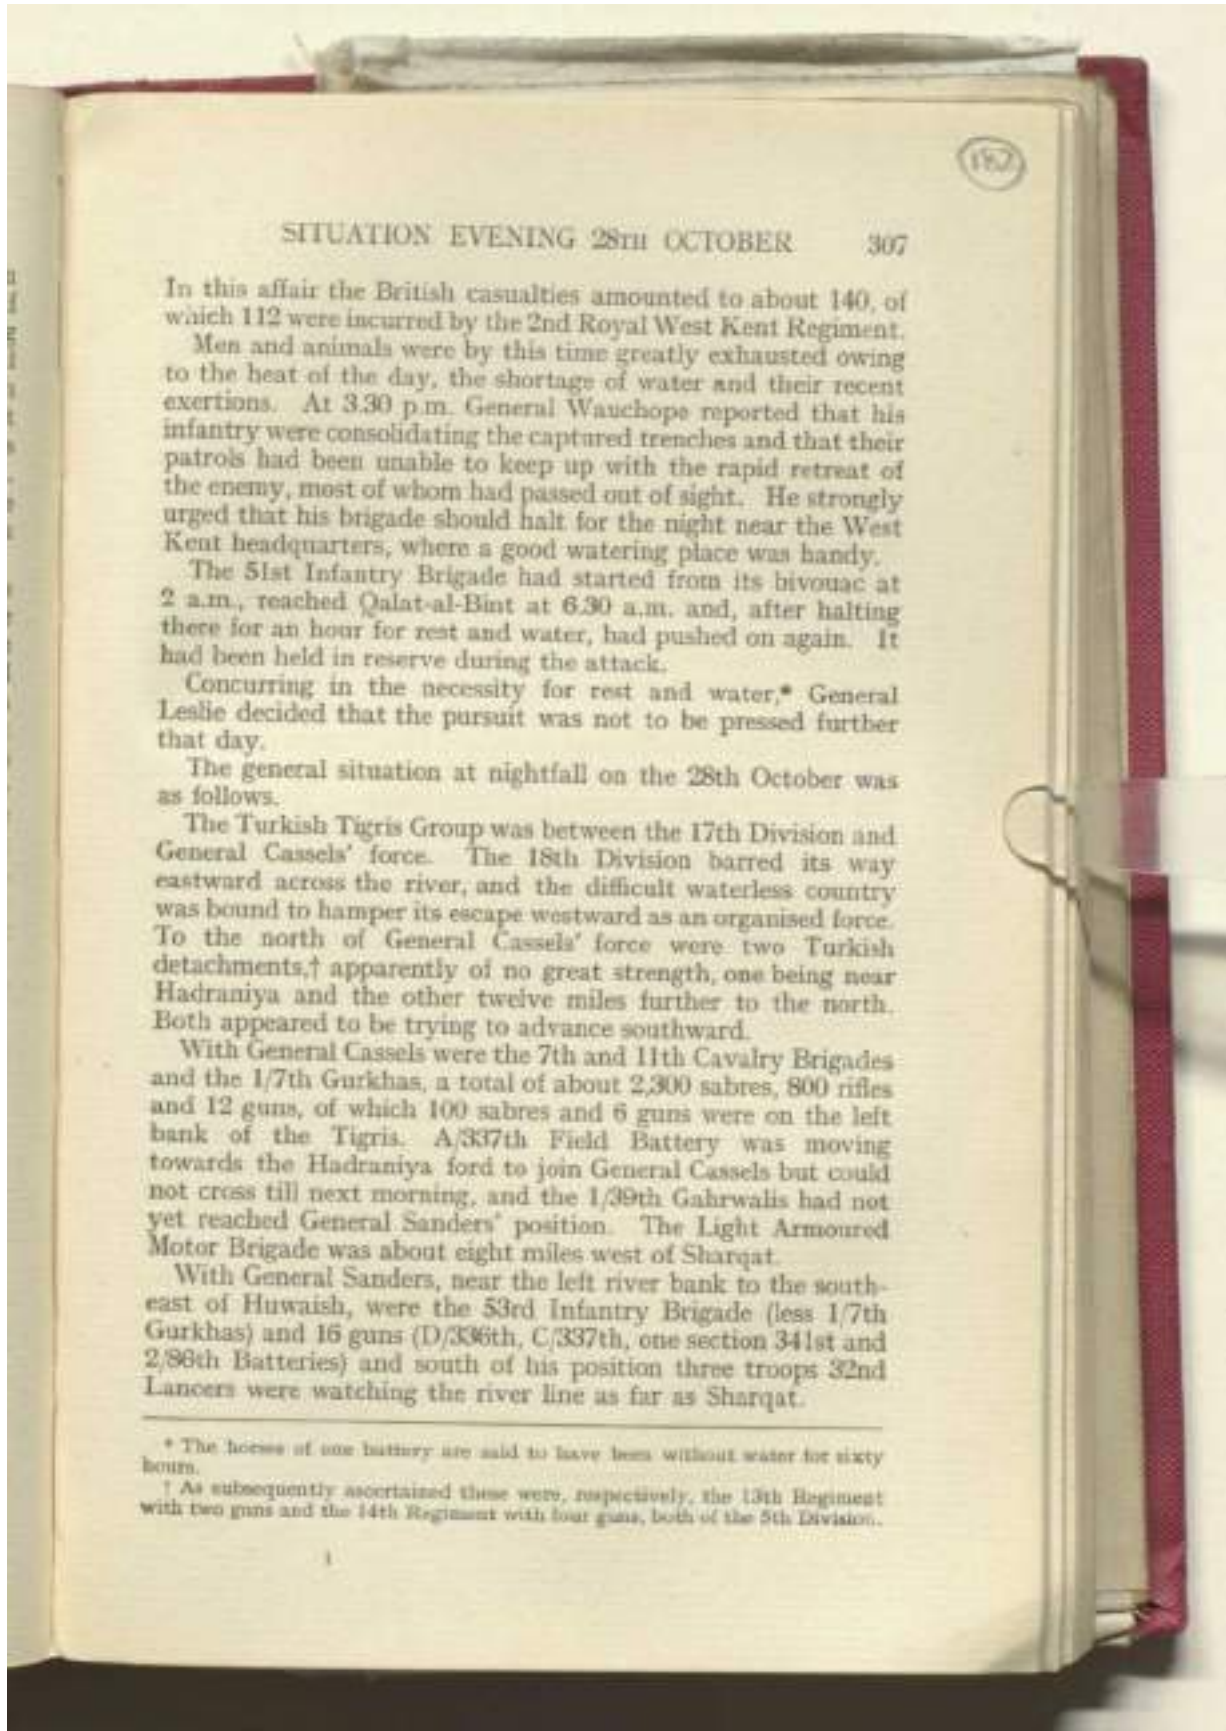 187
SITUATION EVENING 28TH OCTOBER 307
In this affair the British casualties amounted to about 140, of
which 112 were incurred by the 2nd Royal West Kent Regiment.
Men and animals were by this time greatly exhausted owing
to the heat of the day, the shortage of water and their recent
exertions. At 3.30 p.m. General Wauchope reported that his
infantry were consolidating the captured trenches and that their
patrols had been unable to keep up with the rapid retreat of
the enemy, most of whom had passed out of sight. He strongly
urged that his brigade should halt for the night near the West
Kent headquarters, where a good watering place was handy.
The 51st Infantry Brigade had started from its bivouac at
2 a.m., reached Qalat-al-Bint at 6.30 a.m. and, after halting
there for an hour for rest and water, had pushed on again. It
had been held in reserve during the attack.
Concurring in the necessity for rest and water,* General
Leslie decided that the pursuit was not to be pressed further
that day.
The general situation at nightfall on the 28th October was
as follows.
The Turkish Tigris Group was between the 17th Division and
General Cassels' force. The 18th Division barred its way
eastward across the river, and the difficult waterless country
was bound to hamper its escape westward as an organised force.
To the north of General Cassels' force were two Turkish
detachments,† apparently of no great strength, one being near
Hadraniya and the other twelve miles further to the north.
Both appeared to be trying to advance southward.
With General Cassels were the 7th and 11th Cavalry Brigades
and the 1/7th Gurkhas, a total of about 2,300 sabres, 800 rifles
and 12 guns, of which 100 sabres and 6 guns were on the left
bank of the Tigris. A/337th Field Battery was moving
towards the Hadraniya ford to join General Cassels but could
not cross till next morning, and the 1/39th Gahrwalis had not
yet reached General Sanders' position. The Light Armoured
Motor Brigade was about eight miles west of Sharqat.
With General Sanders, near the left river bank to the south-
east of Huwaish, were the 53rd Infantry Brigade (less 1/7th
Gurkhas) and 16 guns (D/336th, C/337th, one section 341st and
2/86th Batteries) and south of his position three troops 32nd
Lancers were watching the river line as far as Sharqat.
* The horses of one battery are said to have been without water for sixty
hours.
† As subsequently ascertained these were, respectively, the 13th Regiment
with two guns and the 14th Regiment with four guns, both of the 5th Division.